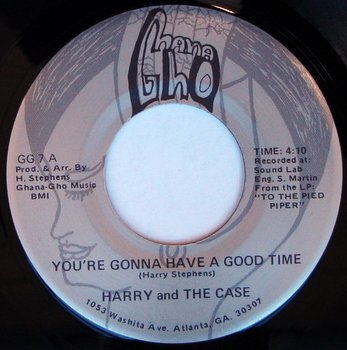 Ghana
Gho
GG 7 A
Prod. & Arr. By
H. Stephens
Ghana-Gho Music
BMI
TIME: 4:10
Recorded at:
Sound Lab
Eng. S. Martin
From the LP:
"TO THE PIED
PIPER"
YOU'RE GONNA HAVE A GOOD TIME
(Harry Stephens)
HARRY and THE CASE
1053 Washita Ave. Atlanta, GA. 30307